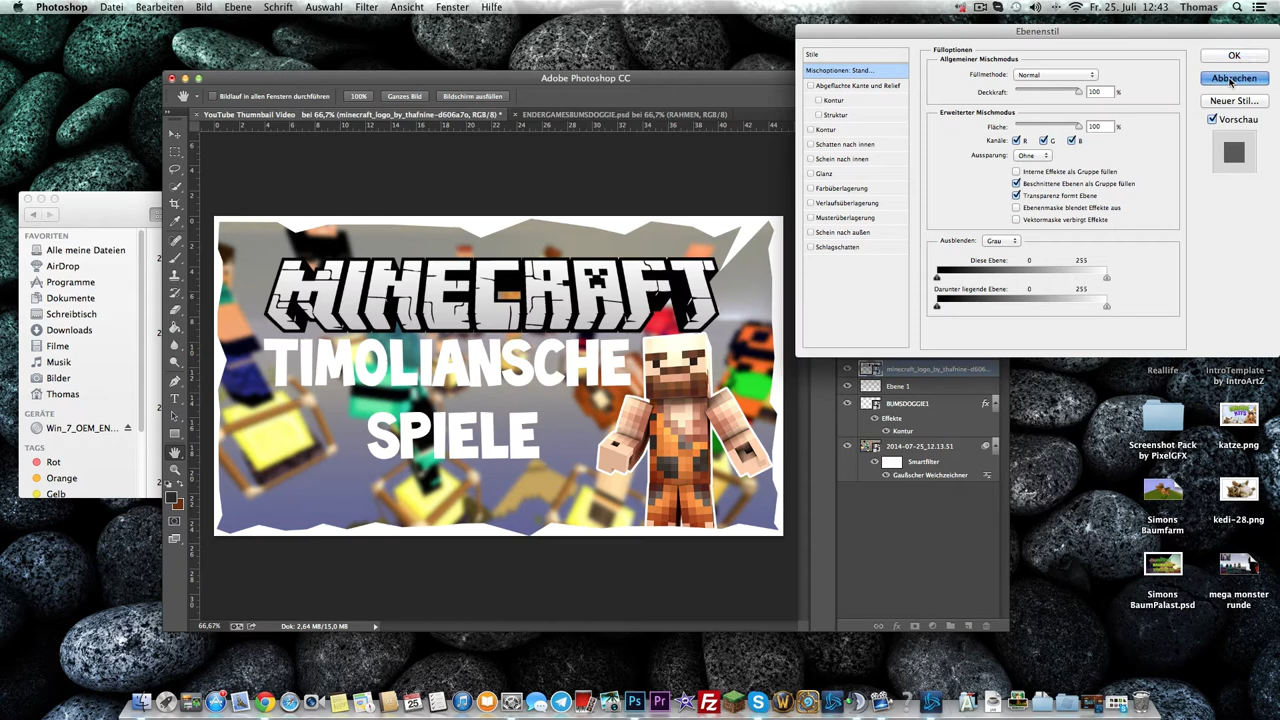 Photoshop Datei Bearbeiten Bild Ebene Schrift Auswahl Filter Ansicht Fenster Hilfe Fr. 25. Juli 12:43 Thomas
Ebenenstil
Stile
Mischoptionen: Stand...
Abgeflachte Kante und Relief
Kontur
Struktur
Kontur
Schatten nach innen
Schein nach innen
Glanz
Farbüberlagerung
Verlaufsüberlagerung
Musterüberlagerung
Schein nach außen
Schlagschatten
Fülloptionen
Allgemeiner Mischmodus
Füllmethode: Normal
Deckkraft: 100 %
Erweiterter Mischmodus
Fläche: 100 %
Kanäle: R G B
Aussparung: Ohne
Interne Effekte als Gruppe füllen
Beschnittene Ebenen als Gruppe füllen
Transparenz formt Ebene
Ebenenmaske blendet Effekte aus
Vektormaske verbirgt Effekte
Ausblenden: Grau
Diese Ebene: 0 255
Darunter liegende Ebene: 0 255
OK
Abbrechen
Neuer Stil...
Vorschau
Adobe Photoshop CC
Bildlauf in allen Fenstern durchführen 100% Ganzes Bild Bildschirm ausfüllen
YouTube Thumbnail Video bei 66,7% (minecraft_logo_by_thafnine-d606a7o, RGB/8) * ENDERGAMESBUMSDOGGIE.psd bei 66,7% (RAHMEN, RGB/8)
MINECRAFT
TIMOLIANSCHE
SPIELE
66,67% Dok: 2,64 MB/15,0 MB
minecraft_logo_by_thafnine-d606...
Ebene 1
BUMSDOGGIE1 fx
Effekte
Kontur
2014-07-25_12.13.51
Smartfilter
Gaußscher Weichzeichner
FAVORITEN
Alle meine Dateien
AirDrop
Programme
Dokumente
Schreibtisch
Downloads
Filme
Musik
Bilder
Thomas
GERÄTE
Win_7_OEM_EN...
TAGS
Rot
Orange
Gelb
Reallife
IntroTemplate - by IntroArtZ
Screenshot Pack by PixelGFX
katze.png
Simons Baumfarm
kedi-28.png
Simons BaumPalast.psd
mega monster runde